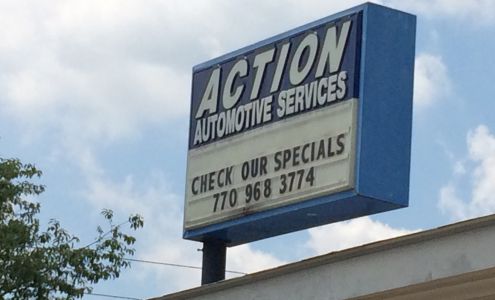 ACTION
AUTOMOTIVE SERVICES
CHECK OUR SPECIALS
770 968 3774